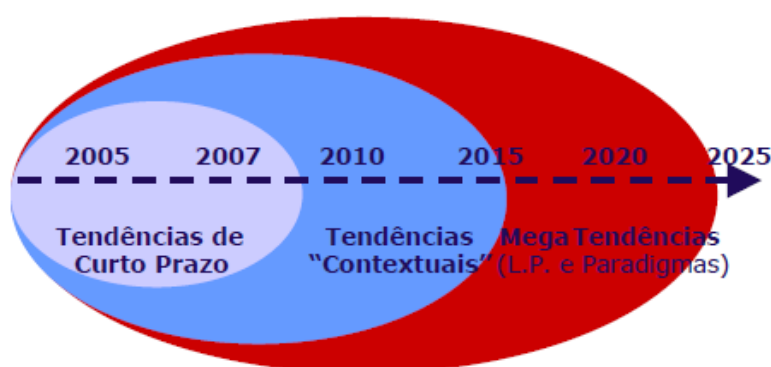 2005 2007 2010 2015 2020 2025
Tendências de Tendências Mega Tendências
Curto Prazo “Contextuais” (L.P. e Paradigmas)